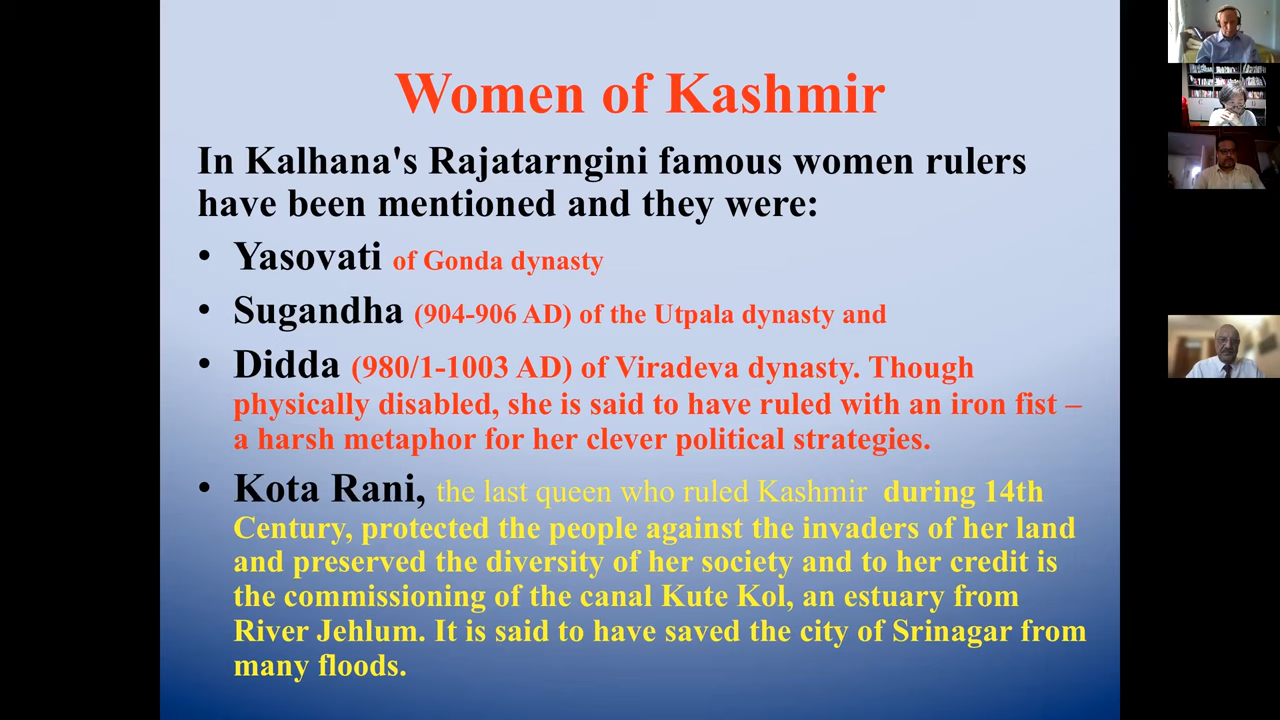 Women of Kashmir
In Kalhana's Rajatarngini famous women rulers
have been mentioned and they were:
• Yasovati of Gonda dynasty
• Sugandha (904-906 AD) of the Utpala dynasty and
• Didda (980/1-1003 AD) of Viradeva dynasty. Though
physically disabled, she is said to have ruled with an iron fist –
a harsh metaphor for her clever political strategies.
• Kota Rani, the last queen who ruled Kashmir during 14th
Century, protected the people against the invaders of her land
and preserved the diversity of her society and to her credit is
the commissioning of the canal Kute Kol, an estuary from
River Jehlum. It is said to have saved the city of Srinagar from
many floods.